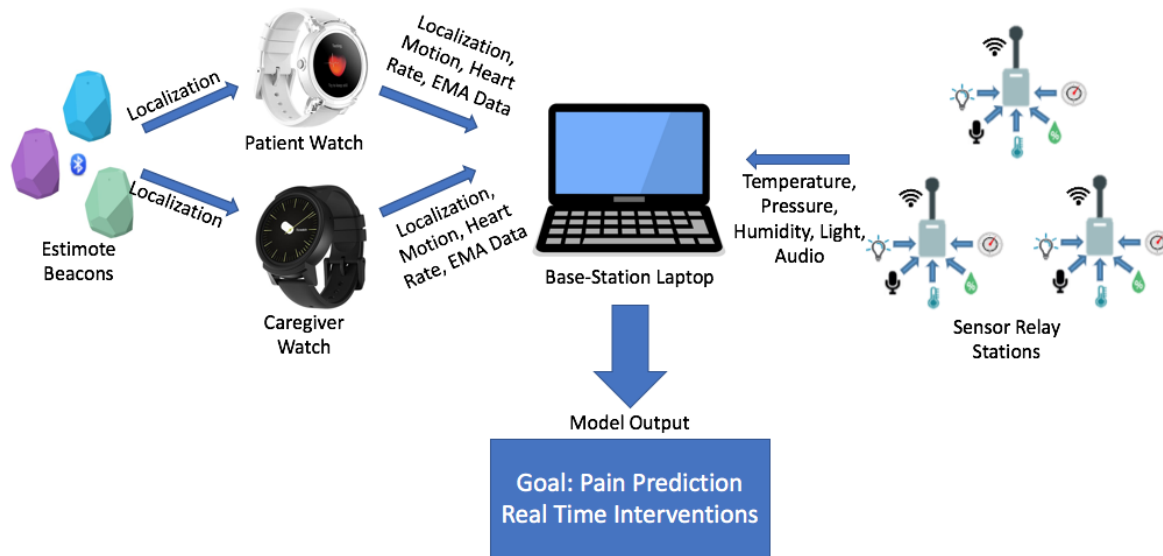 Localization
Localization
Estimote
Beacons
Patient Watch
Caregiver
Watch
Localization,
Motion, Heart
Rate, EMA Data
Localization,
Motion, Heart
Rate, EMA Data
Base-Station Laptop
Temperature,
Pressure,
Humidity, Light,
Audio
%
%
%
Sensor Relay
Stations
Model Output
Goal: Pain Prediction
Real Time Interventions